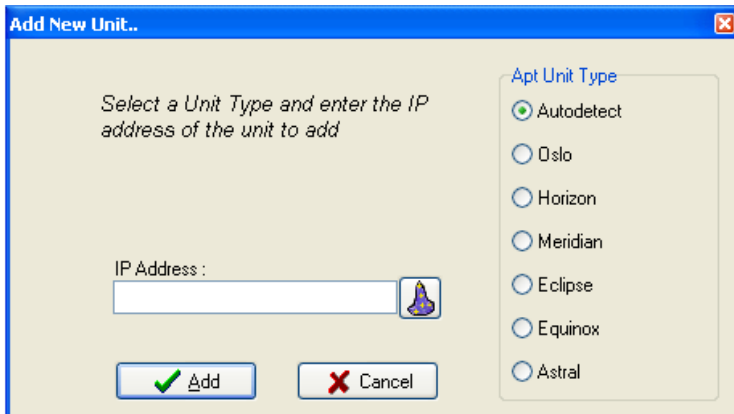 Add New Unit..
Select a Unit Type and enter the IP
address of the unit to add
IP Address :
Add
Cancel
Apt Unit Type
Autodetect
Oslo
Horizon
Meridian
Eclipse
Equinox
Astral